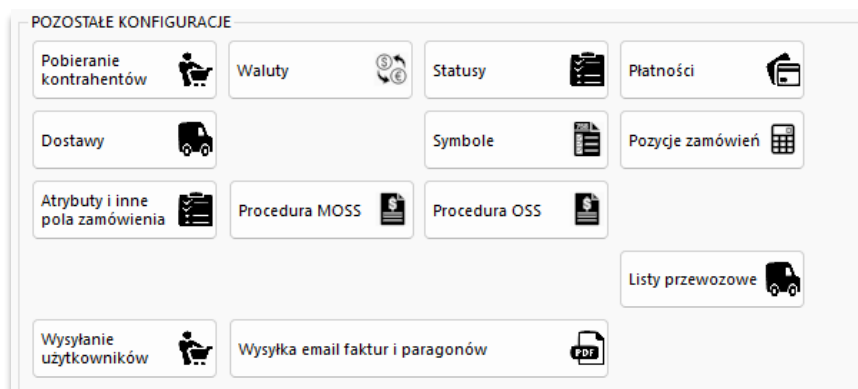 POZOSTAŁE KONFIGURACJE
Pobieranie
kontrahentów
Waluty
Statusy
Płatności
Dostawy
Symbole
Pozycje zamówień
Atrybuty i inne
pola zamówienia
Procedura MOSS
Procedura OSS
Listy przewozowe
Wysyłanie
użytkowników
Wysyłka email faktur i paragonów
PDF